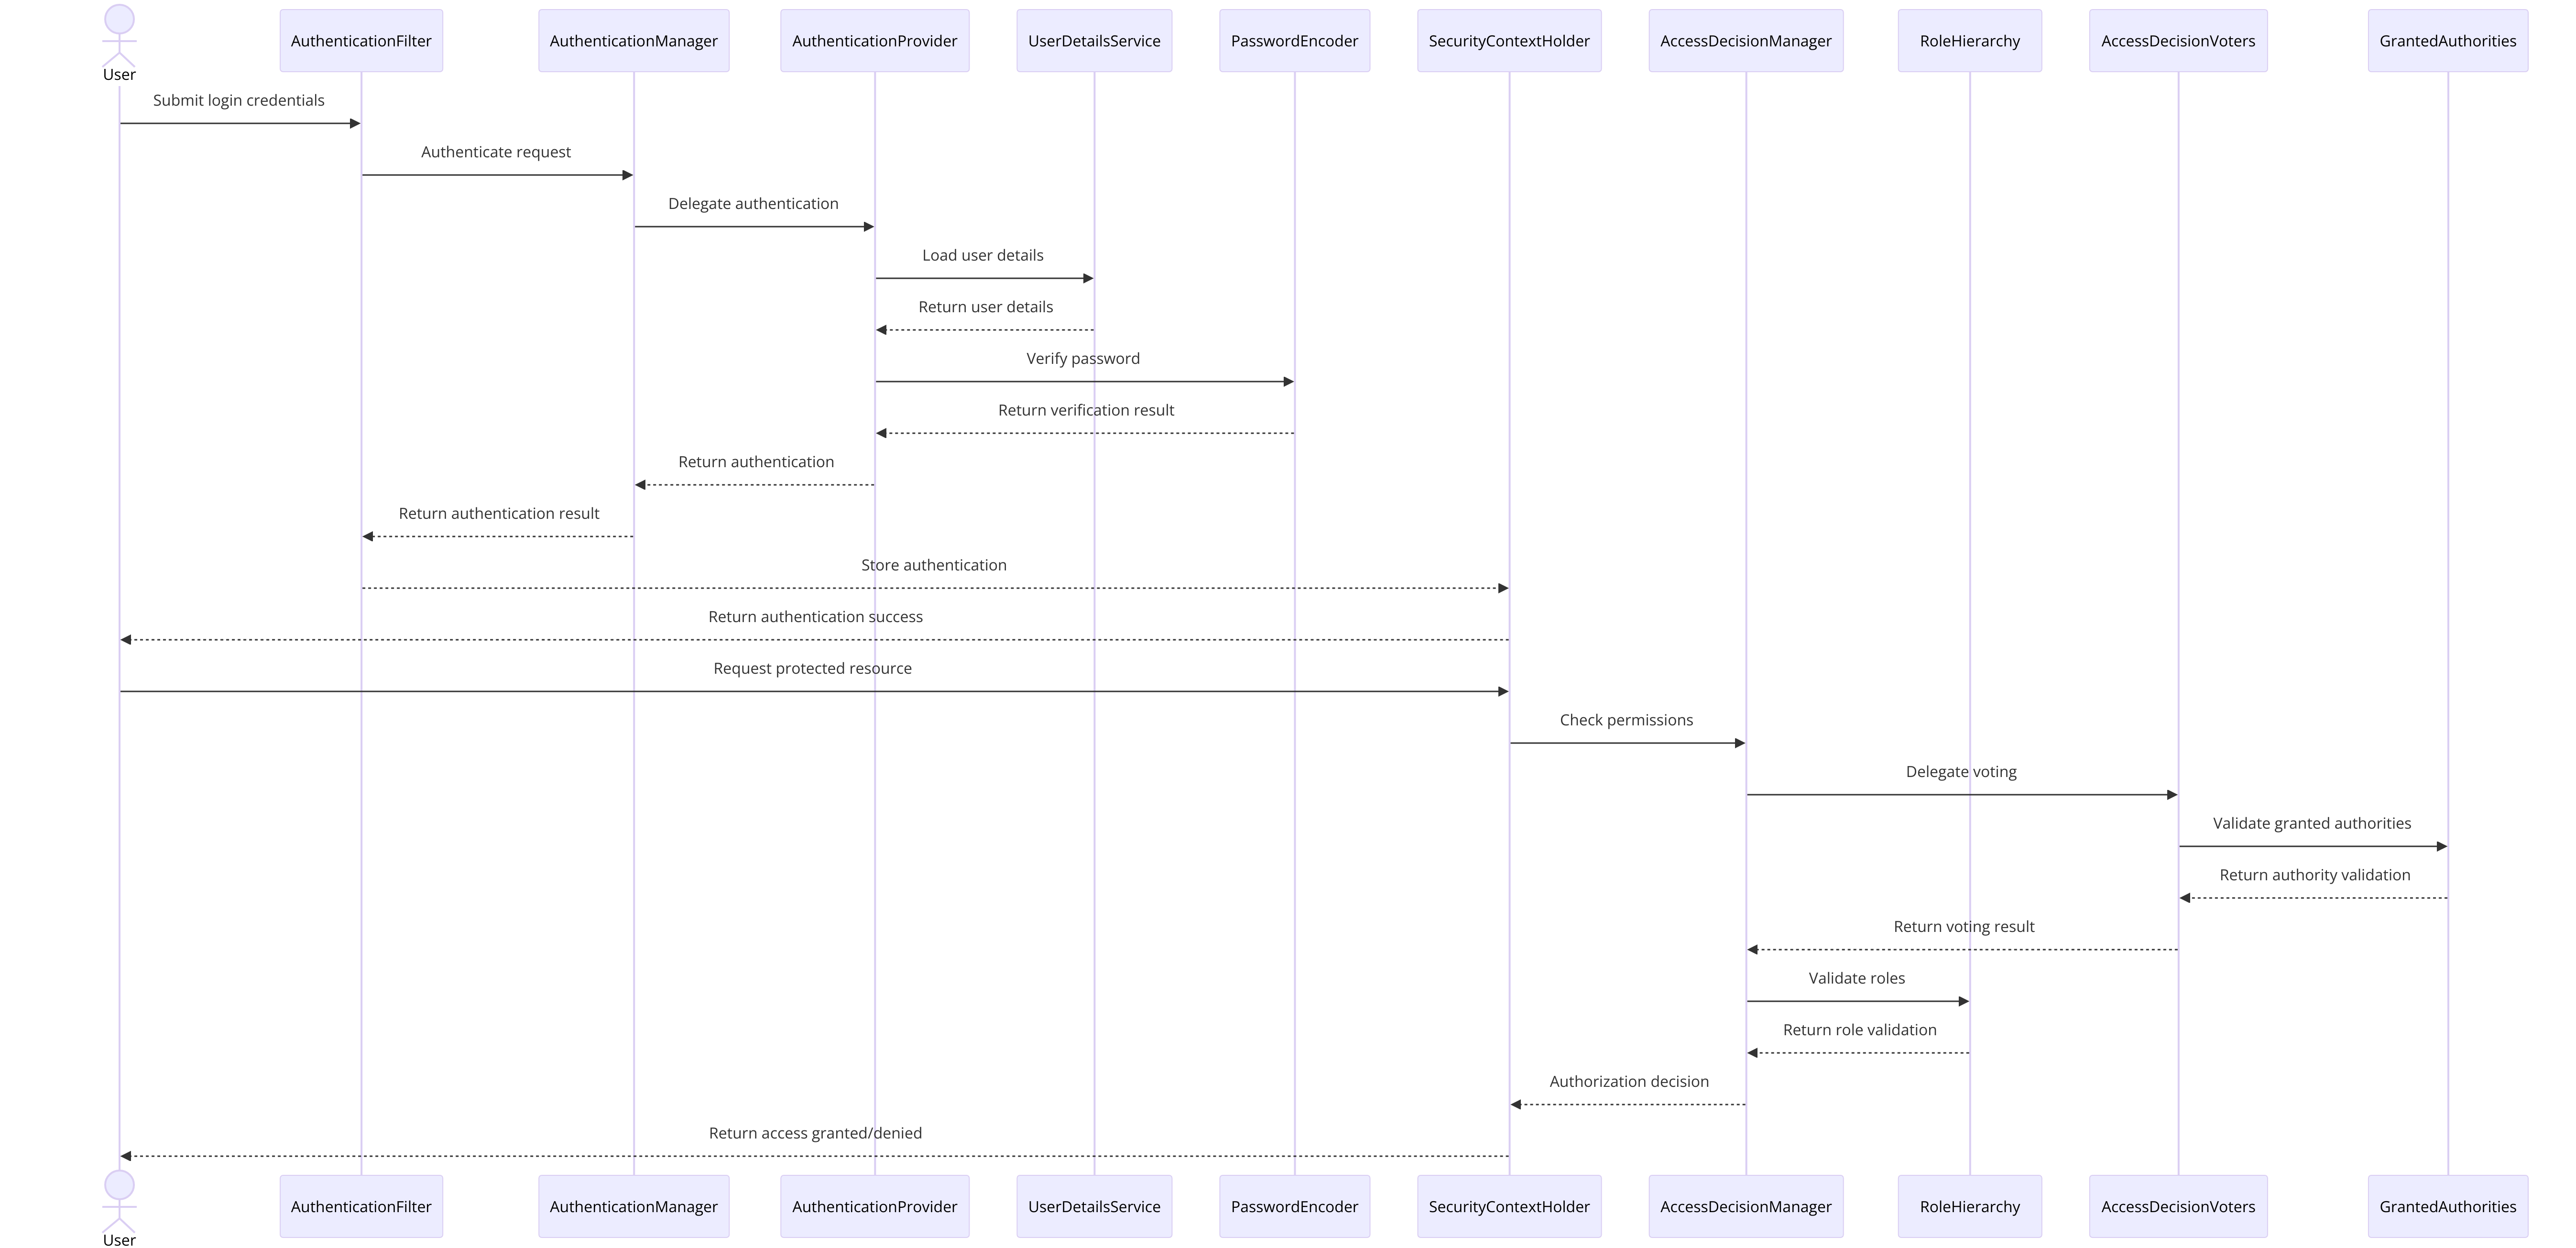 User
AuthenticationFilter
AuthenticationManager
AuthenticationProvider
UserDetailsService
PasswordEncoder
SecurityContextHolder
AccessDecisionManager
RoleHierarchy
AccessDecisionVoters
GrantedAuthorities
Submit login credentials
Authenticate request
Delegate authentication
Load user details
Return user details
Verify password
Return verification result
Return authentication
Return authentication result
Store authentication
Return authentication success
Request protected resource
Check permissions
Delegate voting
Validate granted authorities
Return authority validation
Return voting result
Validate roles
Return role validation
Authorization decision
Return access granted/denied
User
AuthenticationFilter
AuthenticationManager
AuthenticationProvider
UserDetailsService
PasswordEncoder
SecurityContextHolder
AccessDecisionManager
RoleHierarchy
AccessDecisionVoters
GrantedAuthorities